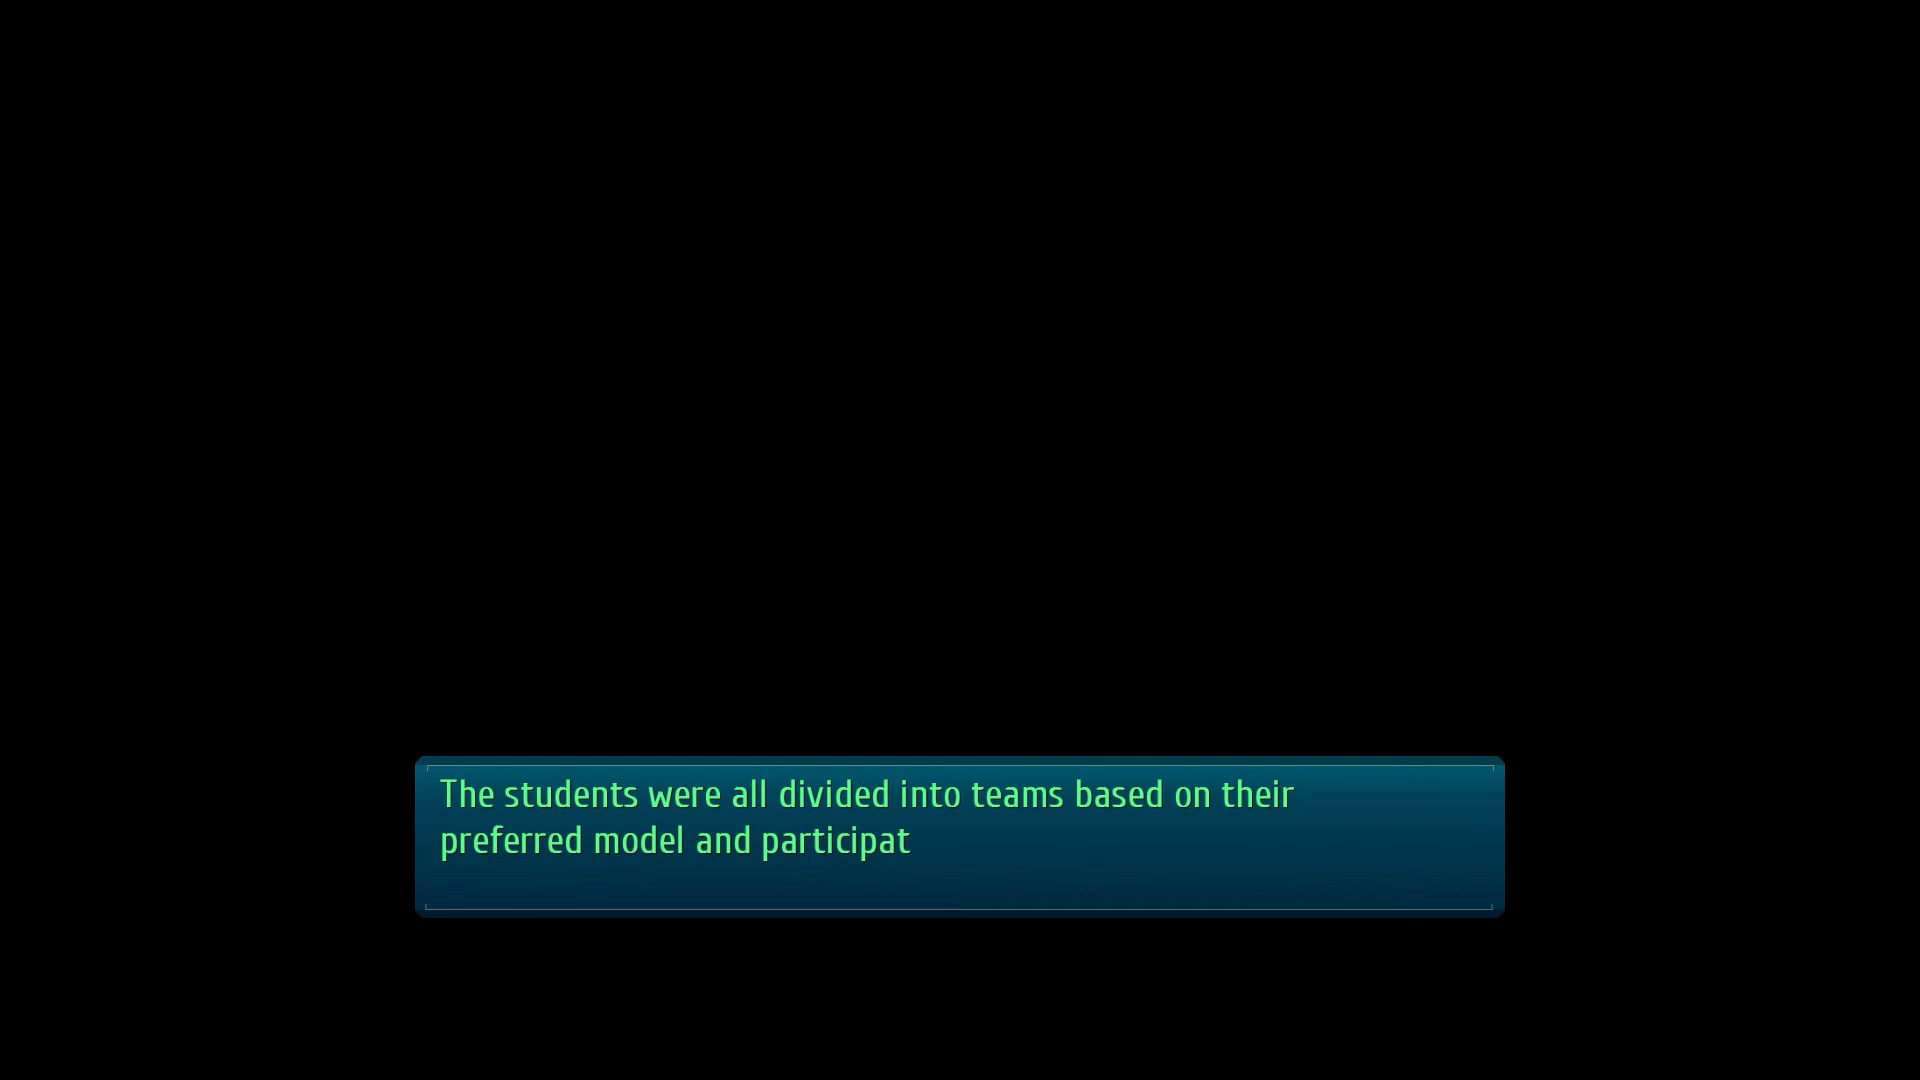 The students were all divided into teams based on their
preferred model and participat